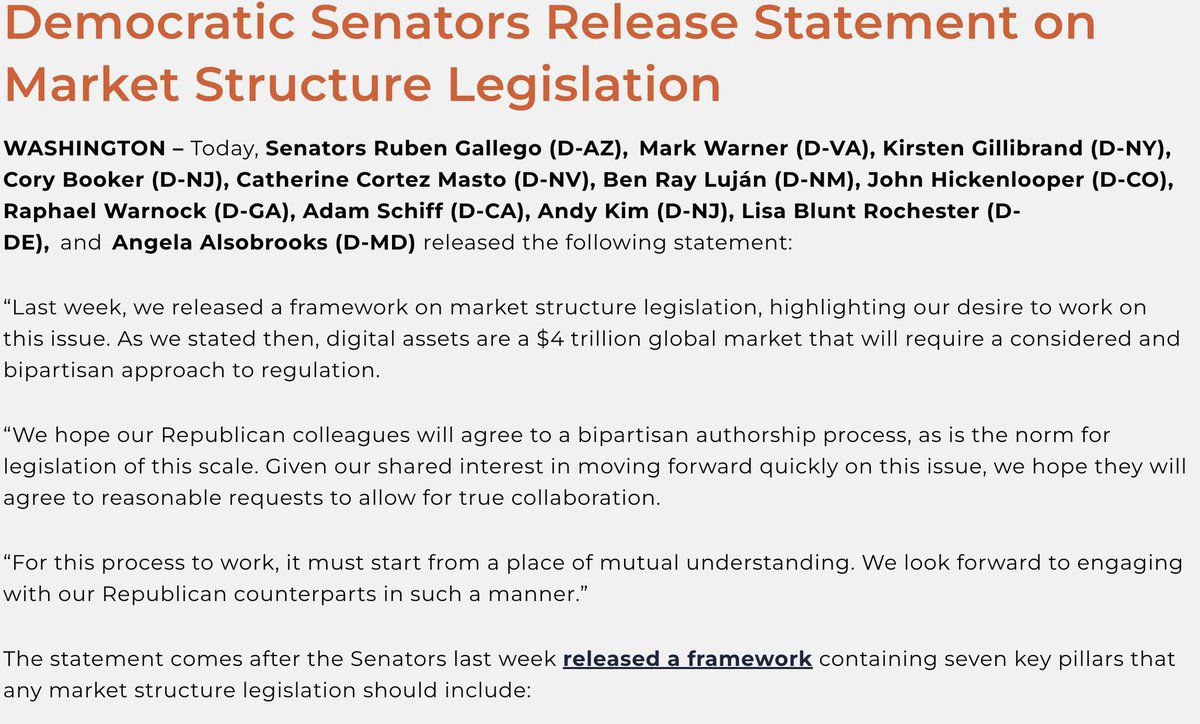 Democratic Senators Release Statement on
Market Structure Legislation
WASHINGTON – Today, Senators Ruben Gallego (D-AZ), Mark Warner (D-VA), Kirsten Gillibrand (D-NY),
Cory Booker (D-NJ), Catherine Cortez Masto (D-NV), Ben Ray Luján (D-NM), John Hickenlooper (D-CO),
Raphael Warnock (D-GA), Adam Schiff (D-CA), Andy Kim (D-NJ), Lisa Blunt Rochester (D-
DE), and Angela Alsobrooks (D-MD) released the following statement:
“Last week, we released a framework on market structure legislation, highlighting our desire to work on
this issue. As we stated then, digital assets are a $4 trillion global market that will require a considered and
bipartisan approach to regulation.
“We hope our Republican colleagues will agree to a bipartisan authorship process, as is the norm for
legislation of this scale. Given our shared interest in moving forward quickly on this issue, we hope they will
agree to reasonable requests to allow for true collaboration.
“For this process to work, it must start from a place of mutual understanding. We look forward to engaging
with our Republican counterparts in such a manner.”
The statement comes after the Senators last week released a framework containing seven key pillars that
any market structure legislation should include: